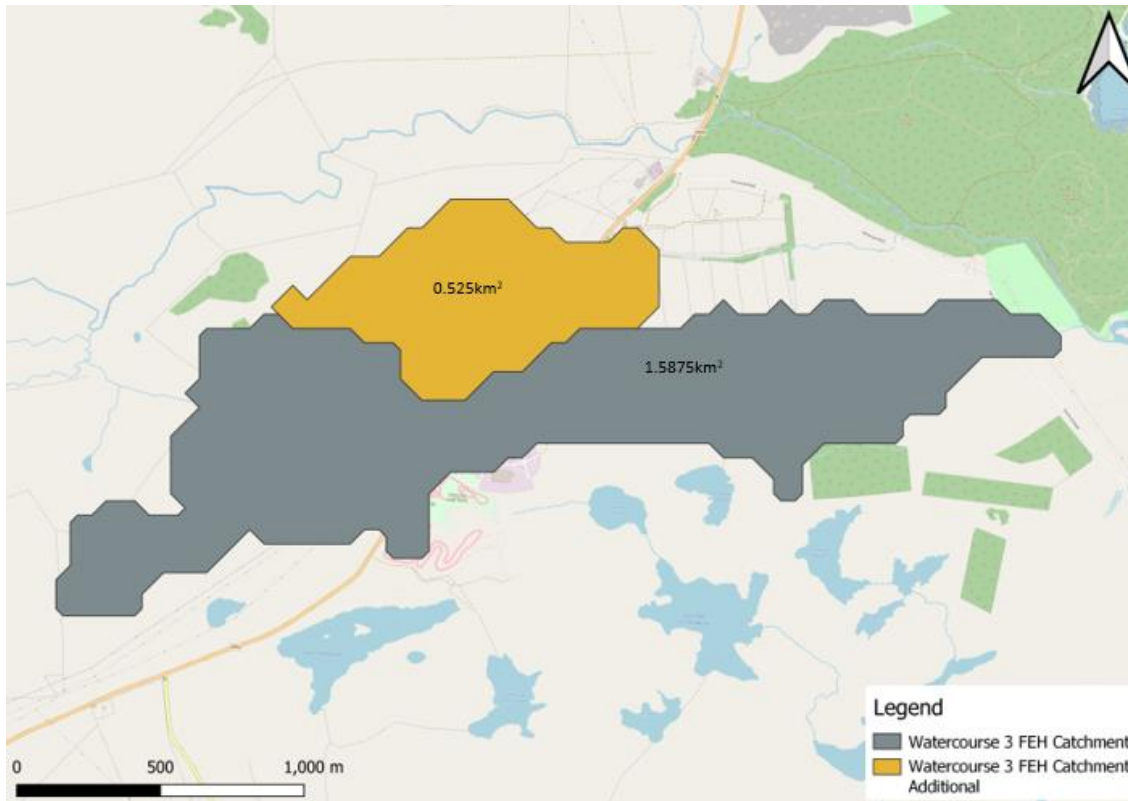 0.525km²
1.5875km²
Legend
Watercourse 3 FEH Catchment
Watercourse 3 FEH Catchment
Additional
0 500 1,000 m